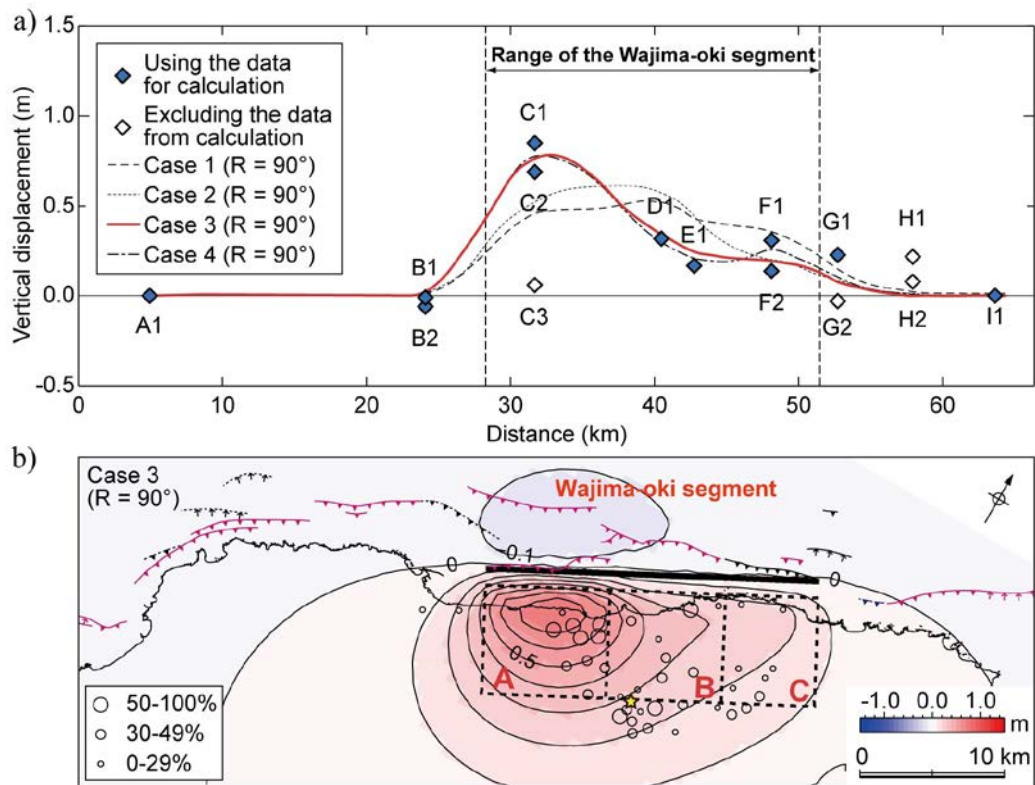 a)
1.5
1.0
0.5
0.0
-0.5
Vertical displacement (m)
Using the data
for calculation
Excluding the data
from calculation
Case 1 (R = 90°)
Case 2 (R = 90°)
Case 3 (R = 90°)
Case 4 (R = 90°)
Range of the Wajima-oki segment
A1
B1
B2
C1
C2
C3
D1
E1
F1
F2
G1
G2
H1
H2
I1
0 10 20 30 40 50 60
Distance (km)
b)
Case 3
(R = 90°)
Wajima-oki segment
0
-0.1
0
0.5
A
B
C
50-100%
30-49%
0-29%
-1.0 0.0 1.0
m
0 10 km